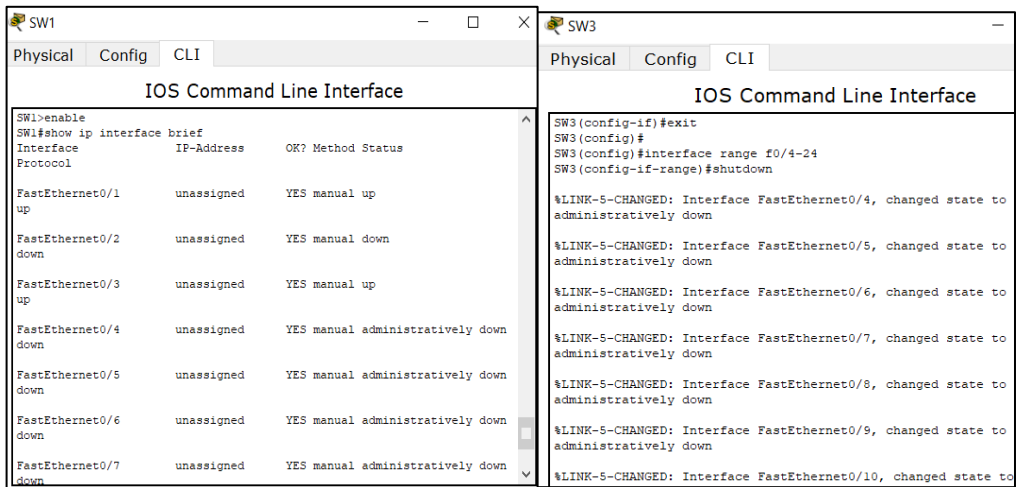 SW1
Physical Config CLI
IOS Command Line Interface
SW1>enable
SW1#show ip interface brief
Interface IP-Address OK? Method Status
Protocol
FastEthernet0/1 unassigned YES manual up
up
FastEthernet0/2 unassigned YES manual down
down
FastEthernet0/3 unassigned YES manual up
up
FastEthernet0/4 unassigned YES manual administratively down
down
FastEthernet0/5 unassigned YES manual administratively down
down
FastEthernet0/6 unassigned YES manual administratively down
down
FastEthernet0/7 unassigned YES manual administratively down
down
SW3
Physical Config CLI
IOS Command Line Interface
SW3(config-if)#exit
SW3(config)#
SW3(config)#interface range f0/4-24
SW3(config-if-range)#shutdown
%LINK-5-CHANGED: Interface FastEthernet0/4, changed state to
administratively down
%LINK-5-CHANGED: Interface FastEthernet0/5, changed state to
administratively down
%LINK-5-CHANGED: Interface FastEthernet0/6, changed state to
administratively down
%LINK-5-CHANGED: Interface FastEthernet0/7, changed state to
administratively down
%LINK-5-CHANGED: Interface FastEthernet0/8, changed state to
administratively down
%LINK-5-CHANGED: Interface FastEthernet0/9, changed state to
administratively down
%LINK-5-CHANGED: Interface FastEthernet0/10, changed state to